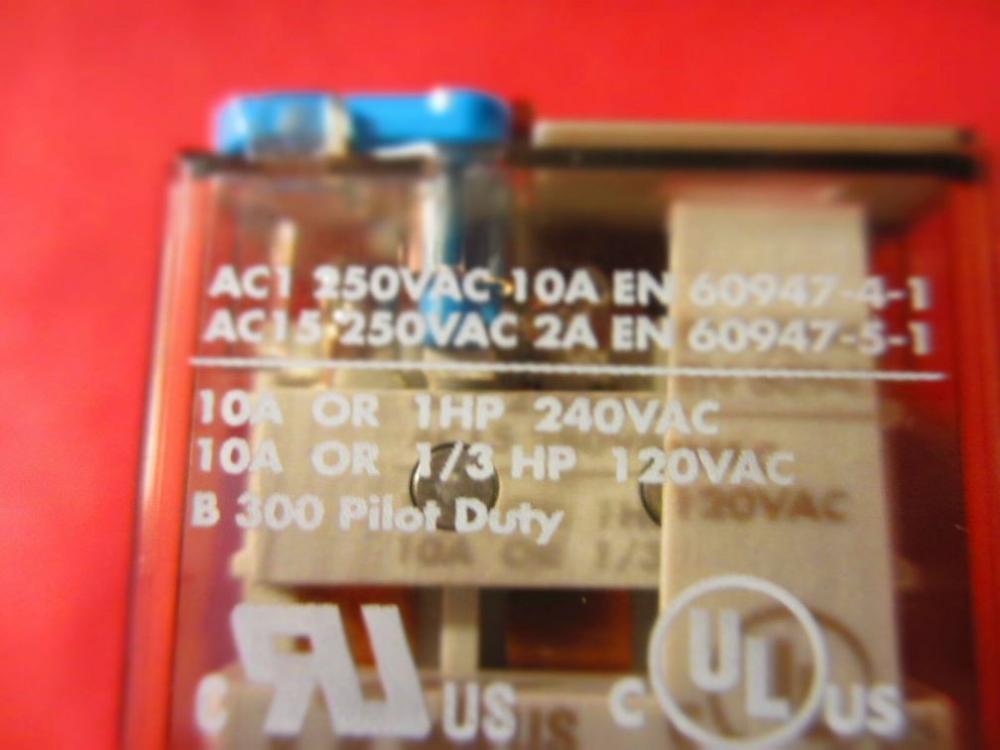 AC1 250VAC 10A EN 60947-4-1
AC15 250VAC 2A EN 60947-5-1
10A OR 1HP 240VAC
10A OR 1/3 HP 120VAC
B 300 Pilot Duty
C RU US C UL US